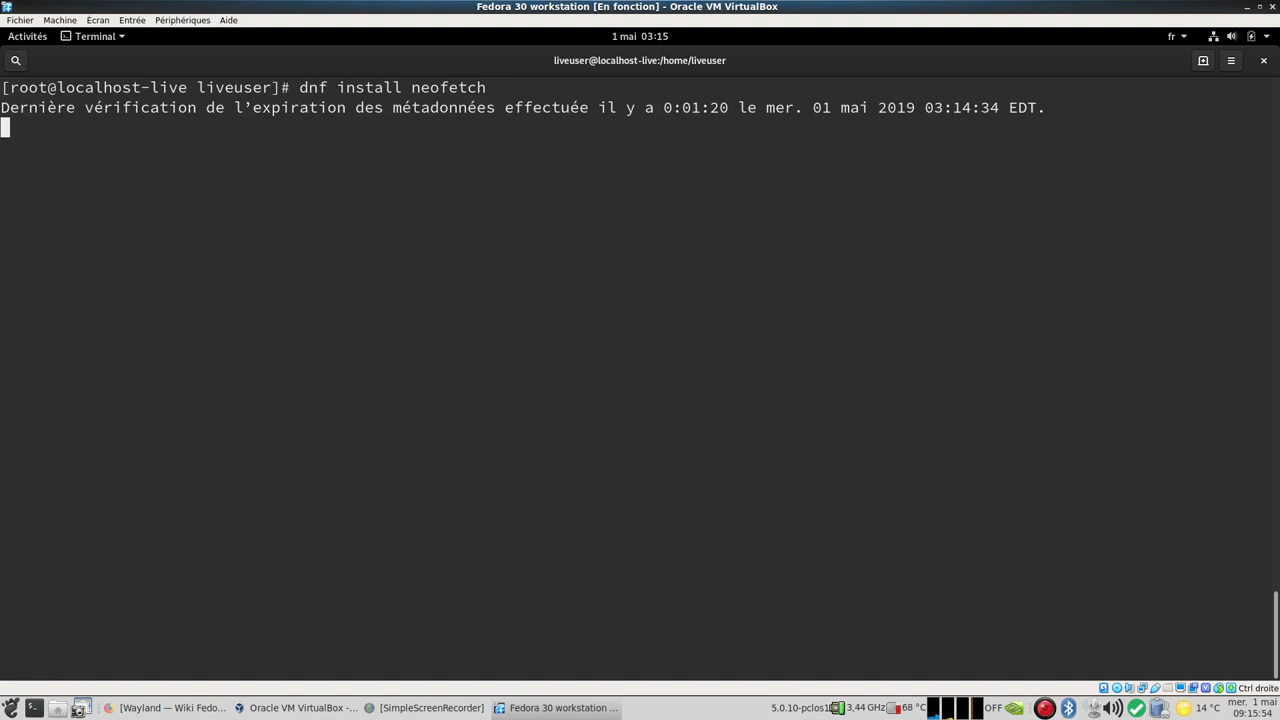 Fedora 30 workstation [En fonction] - Oracle VM VirtualBox
Fichier Machine Écran Entrée Périphériques Aide
Activités Terminal 1 mai 03:15 fr
liveuser@localhost-live:/home/liveuser
[root@localhost-live liveuser]# dnf install neofetch
Dernière vérification de l’expiration des métadonnées effectuée il y a 0:01:20 le mer. 01 mai 2019 03:14:34 EDT.
Ctrl droite
[Wayland — Wiki Fedo... Oracle VM VirtualBox -... [SimpleScreenRecorder] Fedora 30 workstation ... 5.0.10-pclos1 3,44 GHz 68 °C OFF 14 °C mer. 1 mai
09:15:54